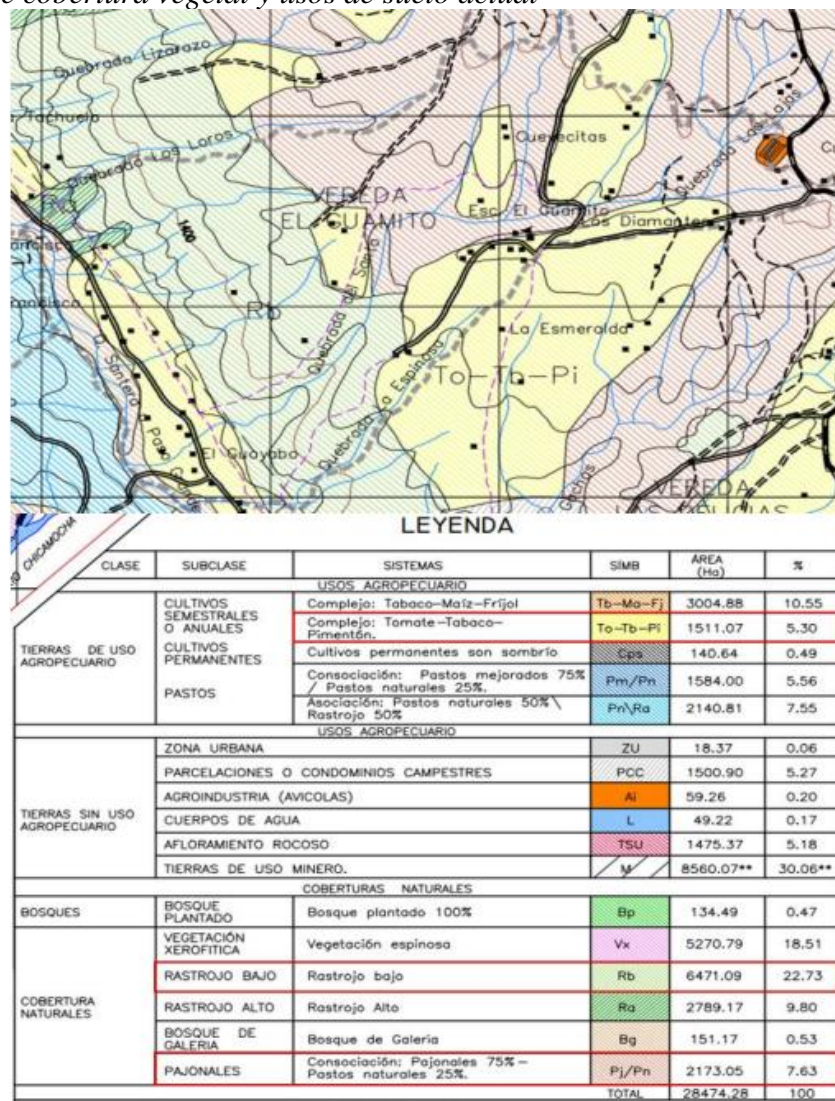 e cobertura vegetal y usos de suelo actual
Quebrada Lizarazo
Tachuela
Quebrada Los Loros
Cuevecitas
Quebrada Las Lajas
VEREDA
EL GUAMITO
Esc. El Guamito
Los Diamantes
1400
Rb
Quebrada del Santo
La Esmeralda
To-Tb-Pi
Quebrada La Espinosa
El Guayabo
VEREDA
CHICAMOCHA
LEYENDA
CLASE SUBCLASE SISTEMAS SÍMB ÁREA (Ha) %
USOS AGROPECUARIO
TIERRAS DE USO AGROPECUARIO
CULTIVOS SEMESTRALES O ANUALES
Complejo: Tabaco-Maíz-Fríjol Tb-Ma-Fj 3004.88 10.55
Complejo: Tomate-Tabaco-Pimentón. To-Tb-Pi 1511.07 5.30
CULTIVOS PERMANENTES
Cultivos permanentes son sombrío Cps 140.64 0.49
PASTOS
Consociación: Pastos mejorados 75% / Pastos naturales 25%. Pm/Pn 1584.00 5.56
Asociación: Pastos naturales 50%\ Rastrojo 50% Pn\Ra 2140.81 7.55
USOS AGROPECUARIO
TIERRAS SIN USO AGROPECUARIO
ZONA URBANA ZU 18.37 0.06
PARCELACIONES O CONDOMINIOS CAMPESTRES PCC 1500.90 5.27
AGROINDUSTRIA (AVICOLAS) Ai 59.26 0.20
CUERPOS DE AGUA L 49.22 0.17
AFLORAMIENTO ROCOSO TSU 1475.37 5.18
TIERRAS DE USO MINERO. M 8560.07** 30.06**
COBERTURAS NATURALES
BOSQUES BOSQUE PLANTADO Bosque plantado 100% Bp 134.49 0.47
COBERTURA NATURALES
VEGETACIÓN XEROFITICA Vegetación espinosa Vx 5270.79 18.51
RASTROJO BAJO Rastrojo bajo Rb 6471.09 22.73
RASTROJO ALTO Rastrojo Alto Ra 2789.17 9.80
BOSQUE DE GALERIA Bosque de Galería Bg 151.17 0.53
PAJONALES Consociación: Pajonales 75% - Pastos naturales 25%. Pj/Pn 2173.05 7.63
TOTAL 28474.28 100